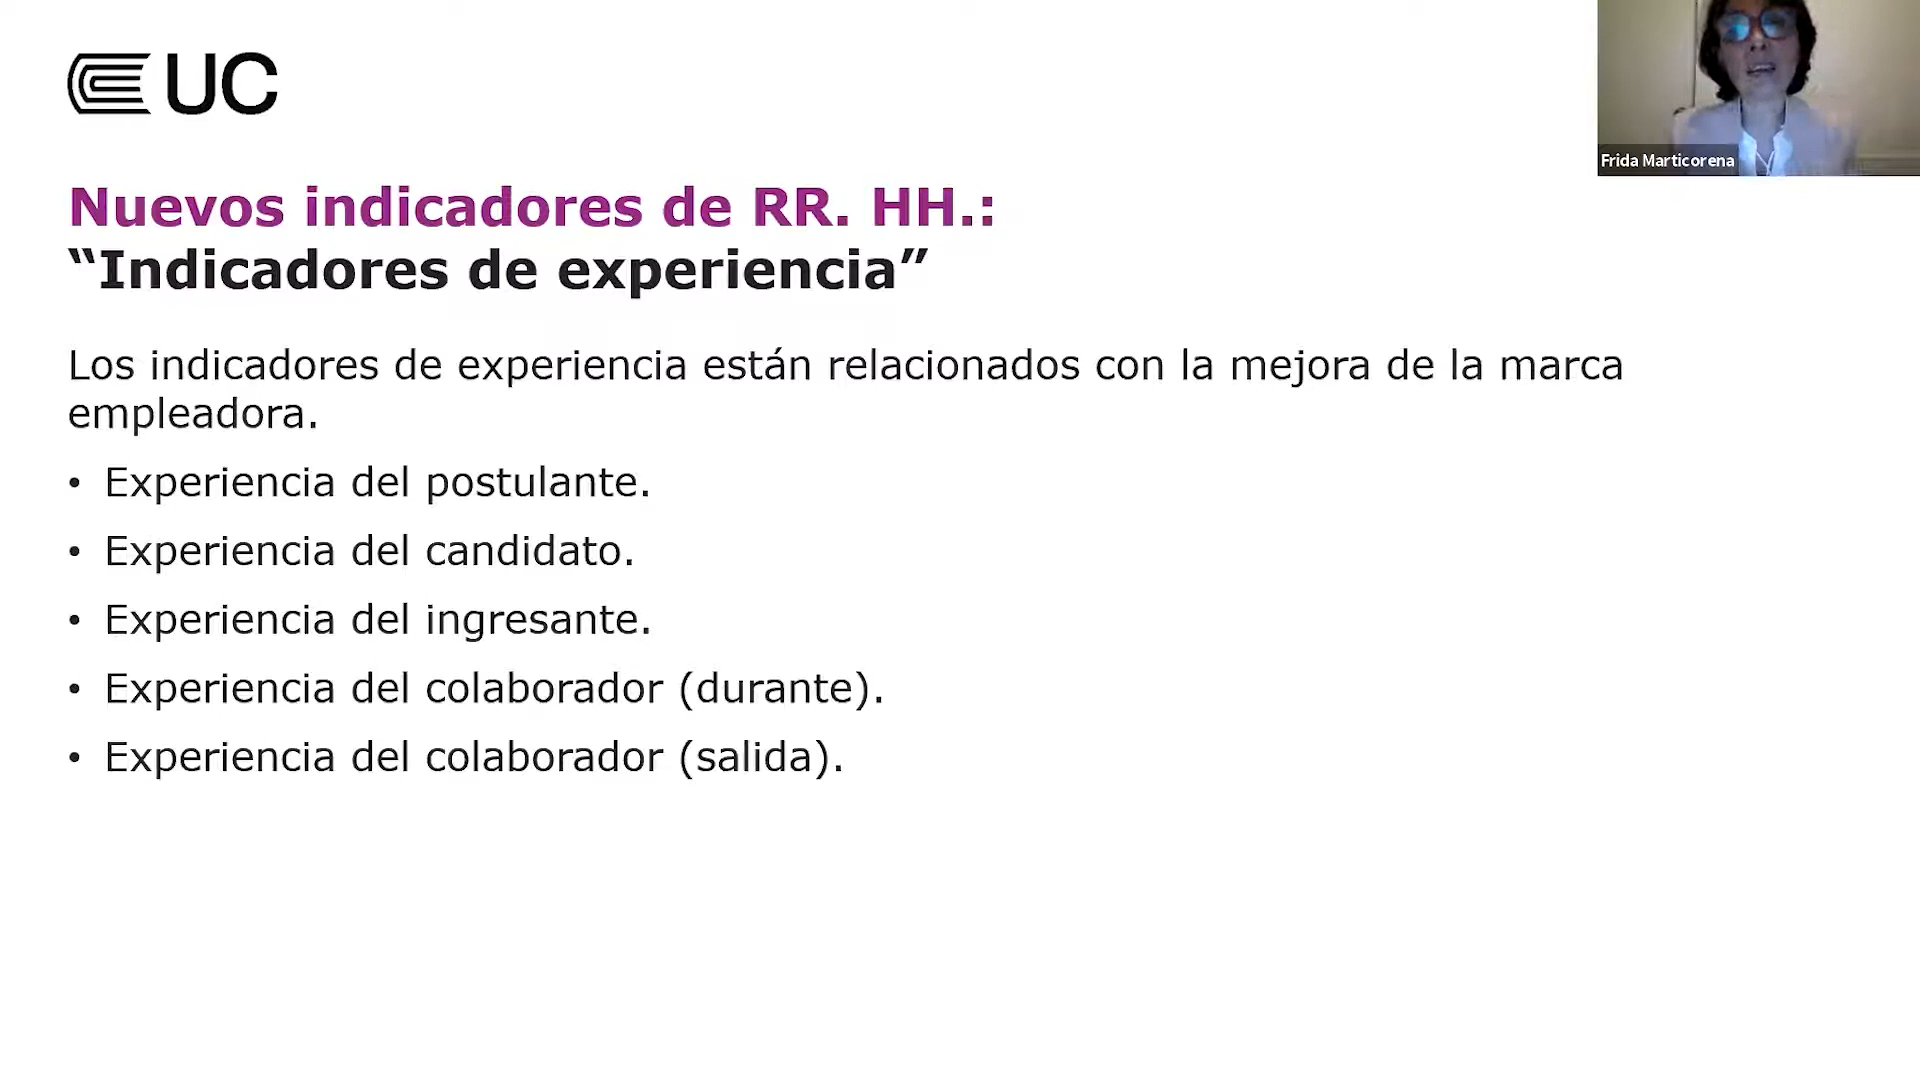 UC
Frida Marticorena
Nuevos indicadores de RR. HH.:
“Indicadores de experiencia”
Los indicadores de experiencia están relacionados con la mejora de la marca
empleadora.
• Experiencia del postulante.
• Experiencia del candidato.
• Experiencia del ingresante.
• Experiencia del colaborador (durante).
• Experiencia del colaborador (salida).